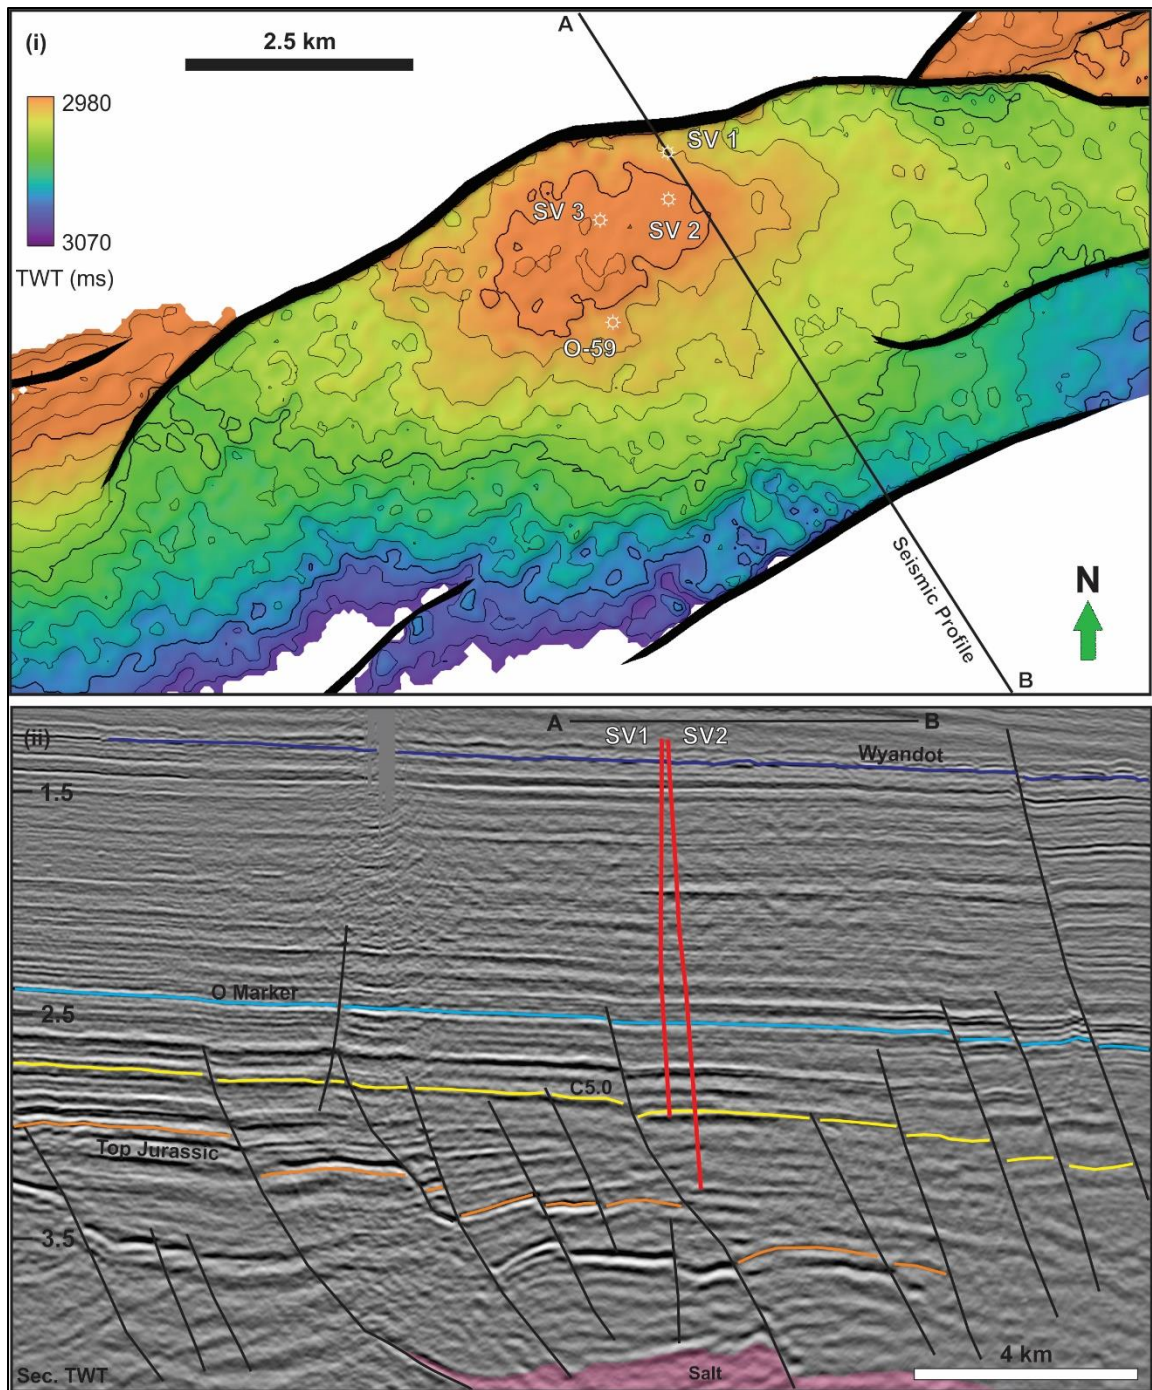 (i)
2.5 km
A
2980
3070
TWT (ms)
SV 1
SV 3
SV 2
O-59
Seismic Profile
N
B
(ii)
A
B
SV1
SV2
Wyandot
1.5
O Marker
2.5
C5.0
Top Jurassic
3.5
4 km
Sec. TWT
Salt